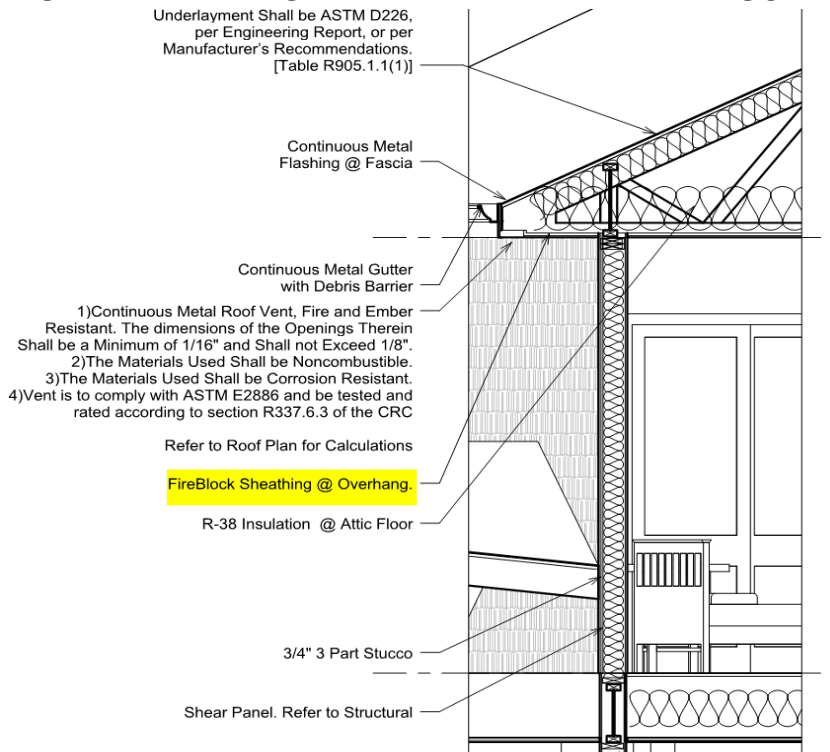 Underlayment Shall be ASTM D226,
per Engineering Report, or per
Manufacturer's Recommendations.
[Table R905.1.1(1)]
Continuous Metal
Flashing @ Fascia
Continuous Metal Gutter
with Debris Barrier
1)Continuous Metal Roof Vent, Fire and Ember
Resistant. The dimensions of the Openings Therein
Shall be a Minimum of 1/16" and Shall not Exceed 1/8".
2)The Materials Used Shall be Noncombustible.
3)The Materials Used Shall be Corrosion Resistant.
4)Vent is to comply with ASTM E2886 and be tested and
rated according to section R337.6.3 of the CRC
Refer to Roof Plan for Calculations
FireBlock Sheathing @ Overhang.
R-38 Insulation @ Attic Floor
3/4" 3 Part Stucco
Shear Panel. Refer to Structural